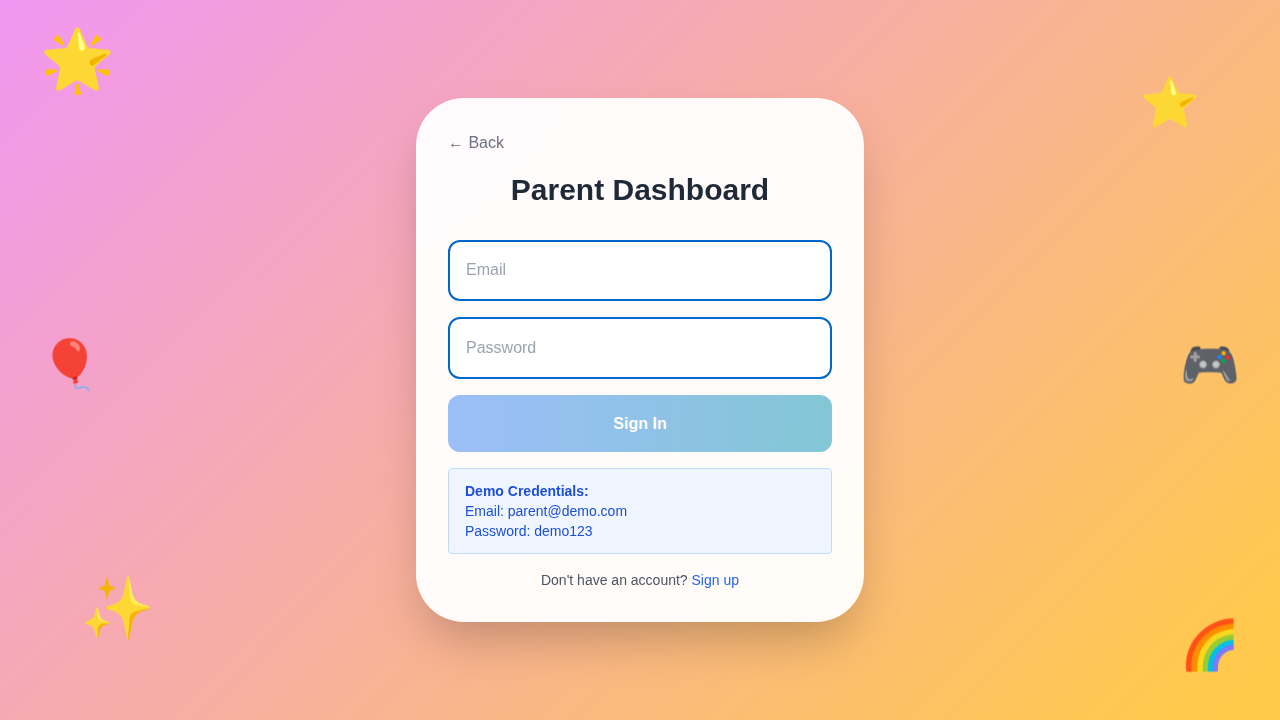 ← Back
Parent Dashboard
Email
Password
Sign In
Demo Credentials:
Email: parent@demo.com
Password: demo123
Don't have an account? Sign up